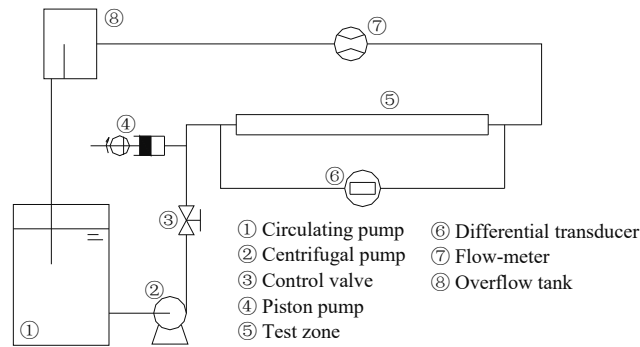 ⑧
⑦
⑤
④
⑥
③
②
①
① Circulating pump
② Centrifugal pump
③ Control valve
④ Piston pump
⑤ Test zone
⑥ Differential transducer
⑦ Flow-meter
⑧ Overflow tank